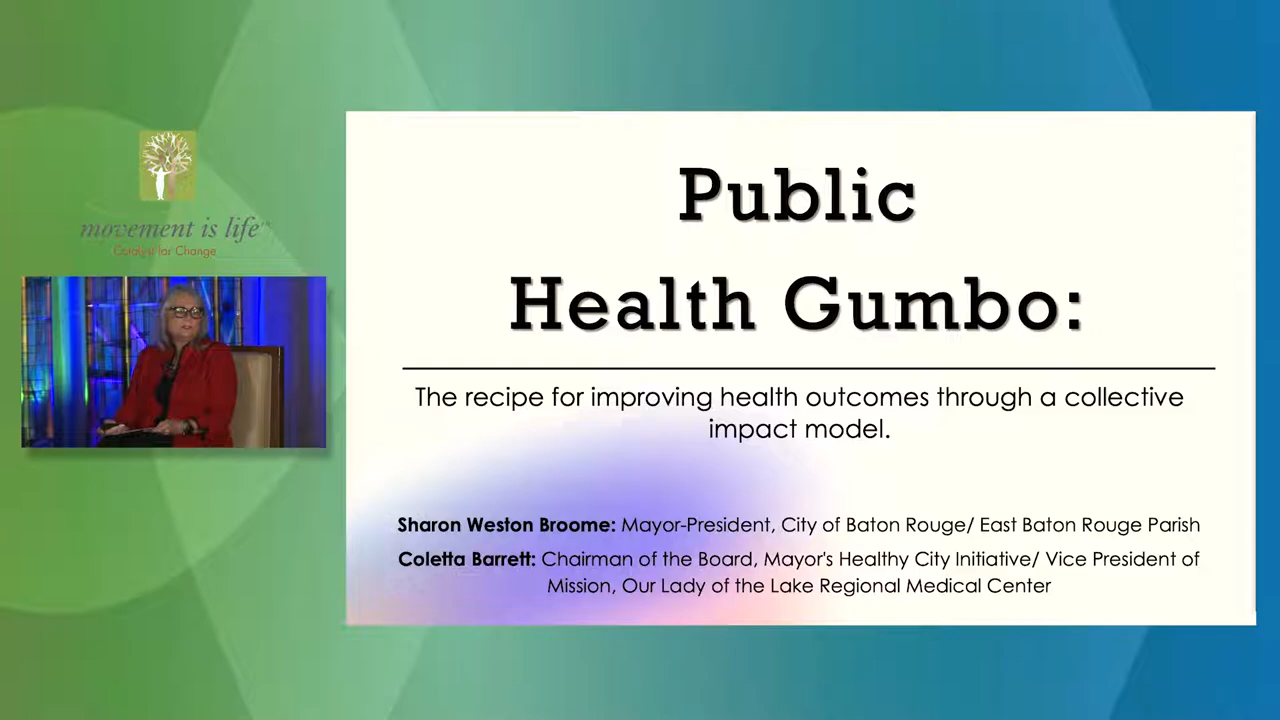 movement is life™
Catalyst for Change
Public
Health Gumbo:
The recipe for improving health outcomes through a collective
impact model.
Sharon Weston Broome: Mayor-President, City of Baton Rouge/ East Baton Rouge Parish
Coletta Barrett: Chairman of the Board, Mayor's Healthy City Initiative/ Vice President of
Mission, Our Lady of the Lake Regional Medical Center